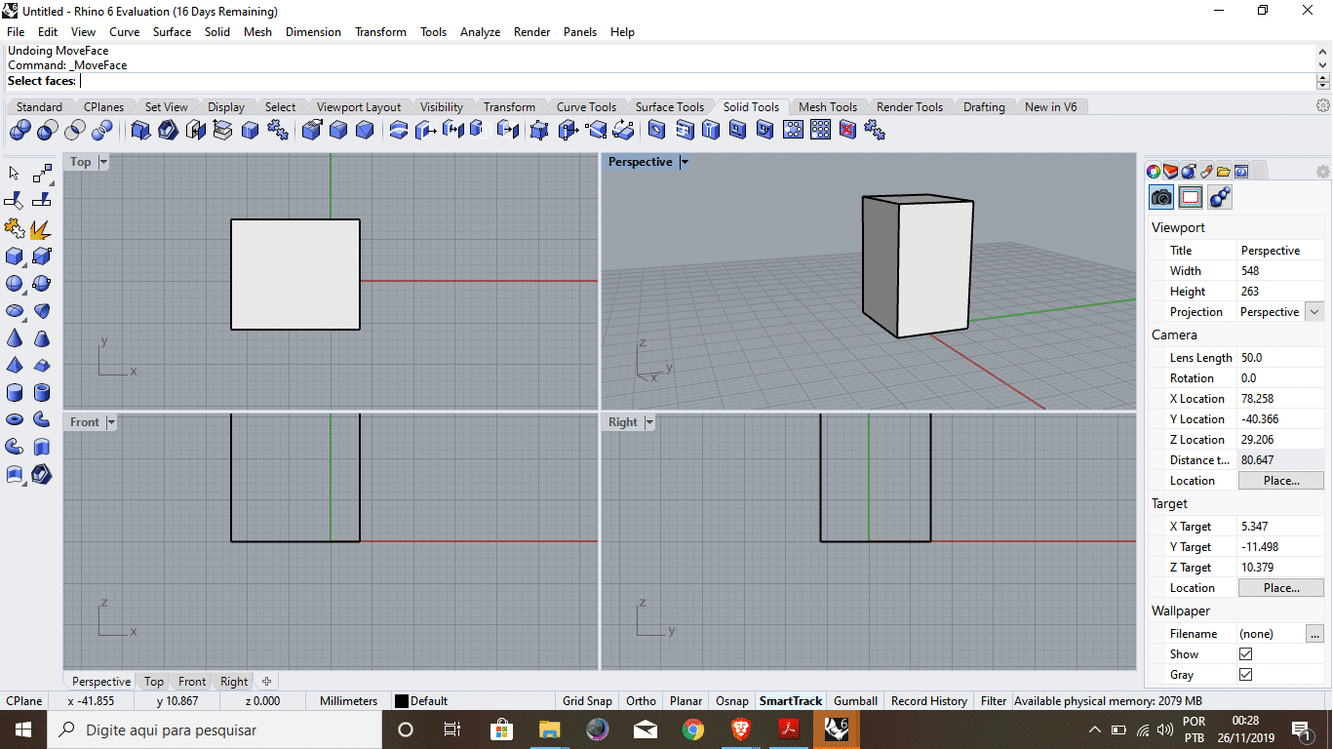 Untitled - Rhino 6 Evaluation (16 Days Remaining)
File Edit View Curve Surface Solid Mesh Dimension Transform Tools Analyze Render Panels Help
Undoing MoveFace
Command: _MoveFace
Select faces:
Standard CPlanes Set View Display Select Viewport Layout Visibility Transform Curve Tools Surface Tools Solid Tools Mesh Tools Render Tools Drafting New in V6
Top
y
x
Perspective
z
y
x
Front
z
x
Right
z
y
Viewport
Title Perspective
Width 548
Height 263
Projection Perspective
Camera
Lens Length 50.0
Rotation 0.0
X Location 78.258
Y Location -40.366
Z Location 29.206
Distance t... 80.647
Location Place...
Target
X Target 5.347
Y Target -11.498
Z Target 10.379
Location Place...
Wallpaper
Filename (none) ...
Show
Gray
Perspective Top Front Right
CPlane x -41.855 y 10.867 z 0.000 Millimeters Default Grid Snap Ortho Planar Osnap SmartTrack Gumball Record History Filter Available physical memory: 2079 MB
Digite aqui para pesquisar
POR
PTB
00:28
26/11/2019
1